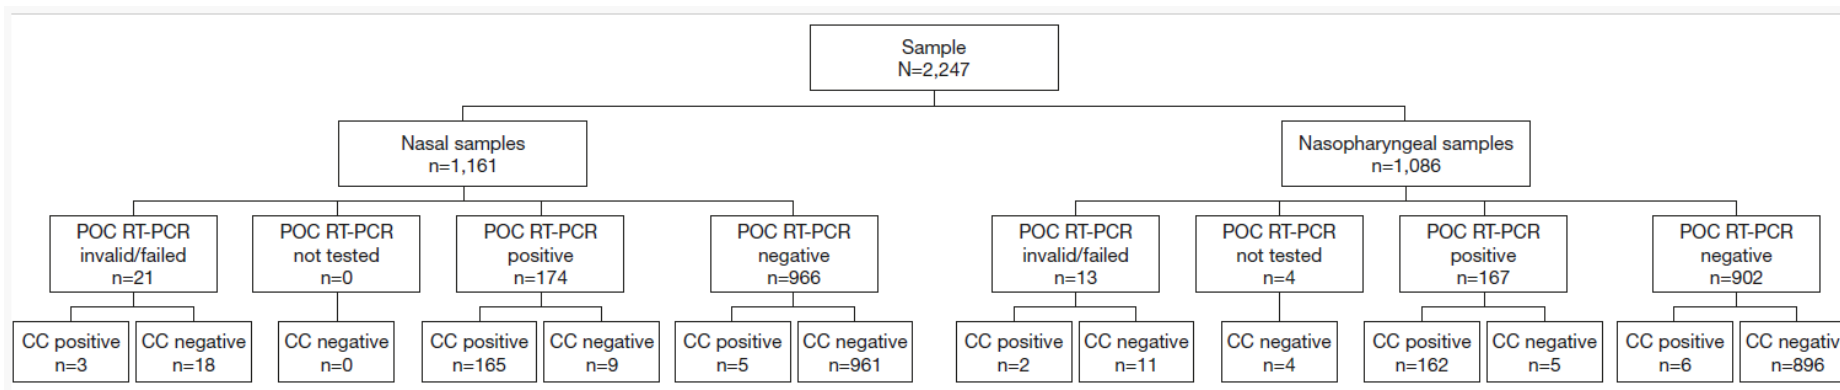 Sample
N=2,247
Nasal samples
n=1,161
Nasopharyngeal samples
n=1,086
POC RT-PCR
invalid/failed
n=21
POC RT-PCR
not tested
n=0
POC RT-PCR
positive
n=174
POC RT-PCR
negative
n=966
POC RT-PCR
invalid/failed
n=13
POC RT-PCR
not tested
n=4
POC RT-PCR
positive
n=167
POC RT-PCR
negative
n=902
CC positive
n=3
CC negative
n=18
CC negative
n=0
CC positive
n=165
CC negative
n=9
CC positive
n=5
CC negative
n=961
CC positive
n=2
CC negative
n=11
CC negative
n=4
CC positive
n=162
CC negative
n=5
CC positive
n=6
CC negativ
n=896